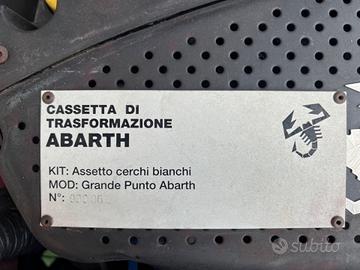 CASSETTA DI
TRASFORMAZIONE
ABARTH
KIT: Assetto cerchi bianchi
MOD: Grande Punto Abarth
N°:
subito